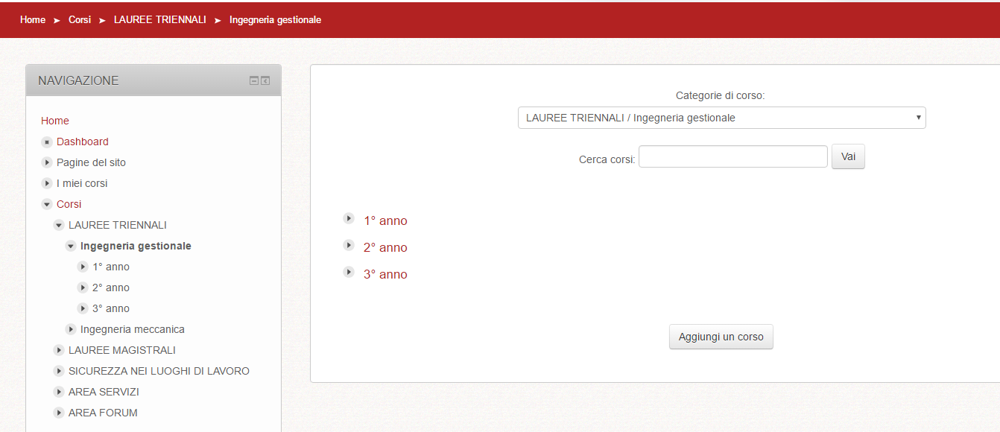 Home ➤ Corsi ➤ LAUREE TRIENNALI ➤ Ingegneria gestionale
NAVIGAZIONE
Home
Dashboard
Pagine del sito
I miei corsi
Corsi
LAUREE TRIENNALI
Ingegneria gestionale
1° anno
2° anno
3° anno
Ingegneria meccanica
LAUREE MAGISTRALI
SICUREZZA NEI LUOGHI DI LAVORO
AREA SERVIZI
AREA FORUM
Categorie di corso:
LAUREE TRIENNALI / Ingegneria gestionale
Cerca corsi: Vai
1° anno
2° anno
3° anno
Aggiungi un corso